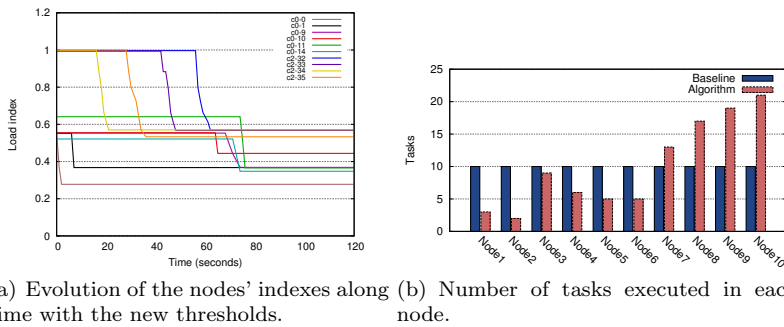 1.2
1
0.8
0.6
0.4
0.2
0
Load index
0 20 40 60 80 100 120
Time (seconds)
c0-0
c0-1
c0-9
c0-10
c0-11
c0-14
c2-32
c2-33
c2-34
c2-35
a) Evolution of the nodes' indexes along
ime with the new thresholds.
25
20
15
10
5
0
Tasks
Baseline
Algorithm
Node1 Node2 Node3 Node4 Node5 Node6 Node7 Node8 Node9 Node10
(b) Number of tasks executed in eac
node.